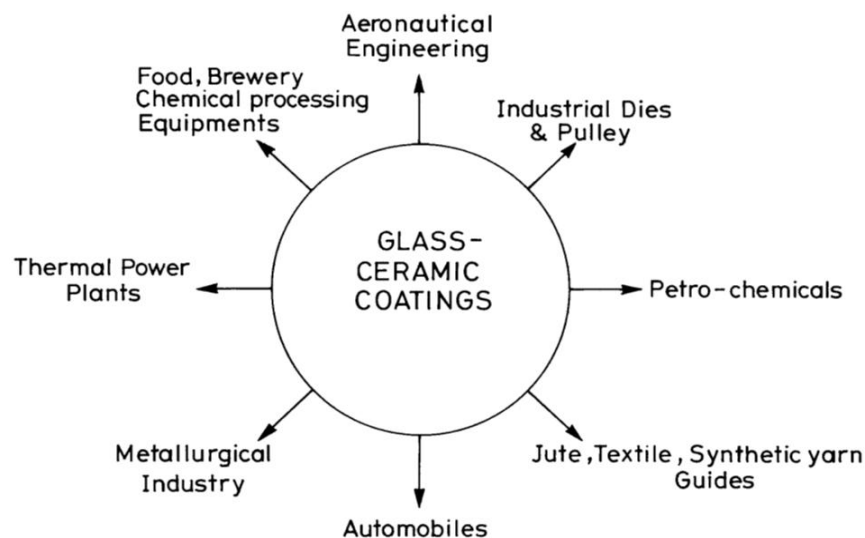 Aeronautical
Engineering
Food, Brewery
Chemical processing
Equipments
Industrial Dies
& Pulley
GLASS-
CERAMIC
COATINGS
Thermal Power
Plants
Petro-chemicals
Metallurgical
Industry
Jute, Textile, Synthetic yarn
Guides
Automobiles